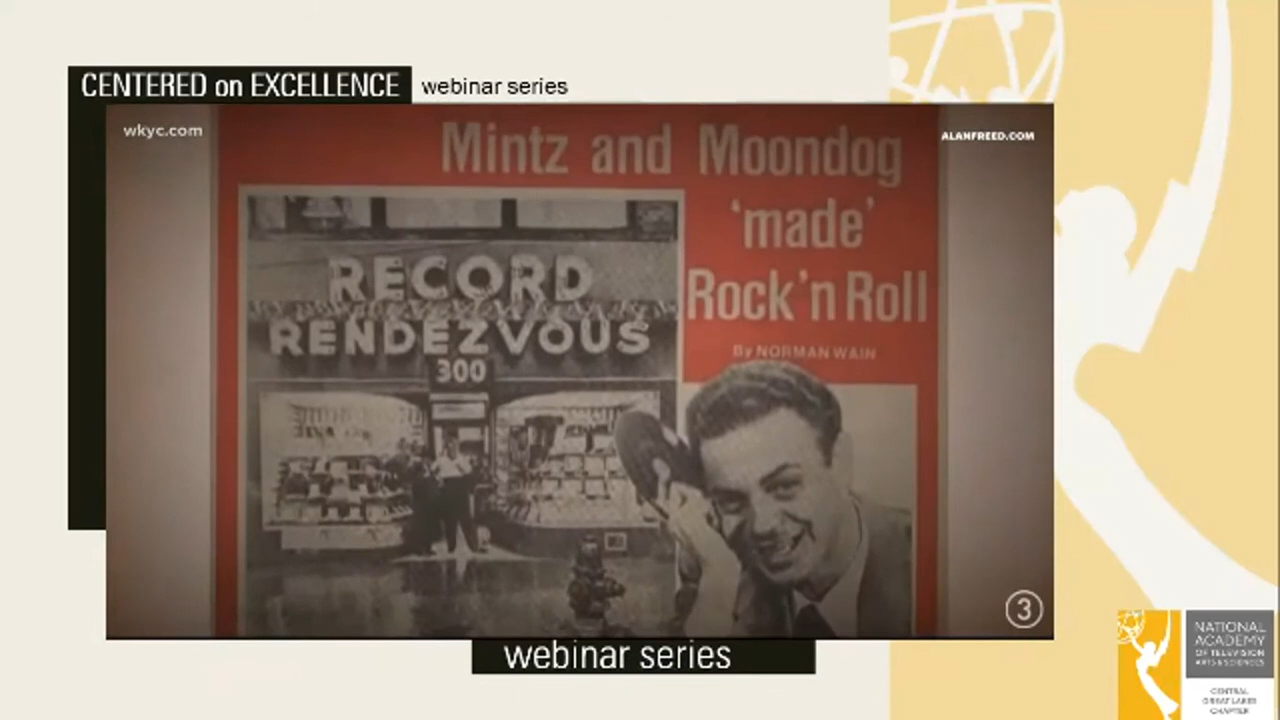 CENTERED on EXCELLENCE
webinar series
wkyc.com
ALANFREED.COM
Mintz and Moondog
'made'
Rock'n Roll
By NORMAN WAIN
RECORD
RENDEZVOUS
300
3
webinar series
NATIONAL
ACADEMY
OF TELEVISION
ARTS & SCIENCES
CENTRAL
GREAT LAKES
CHAPTER